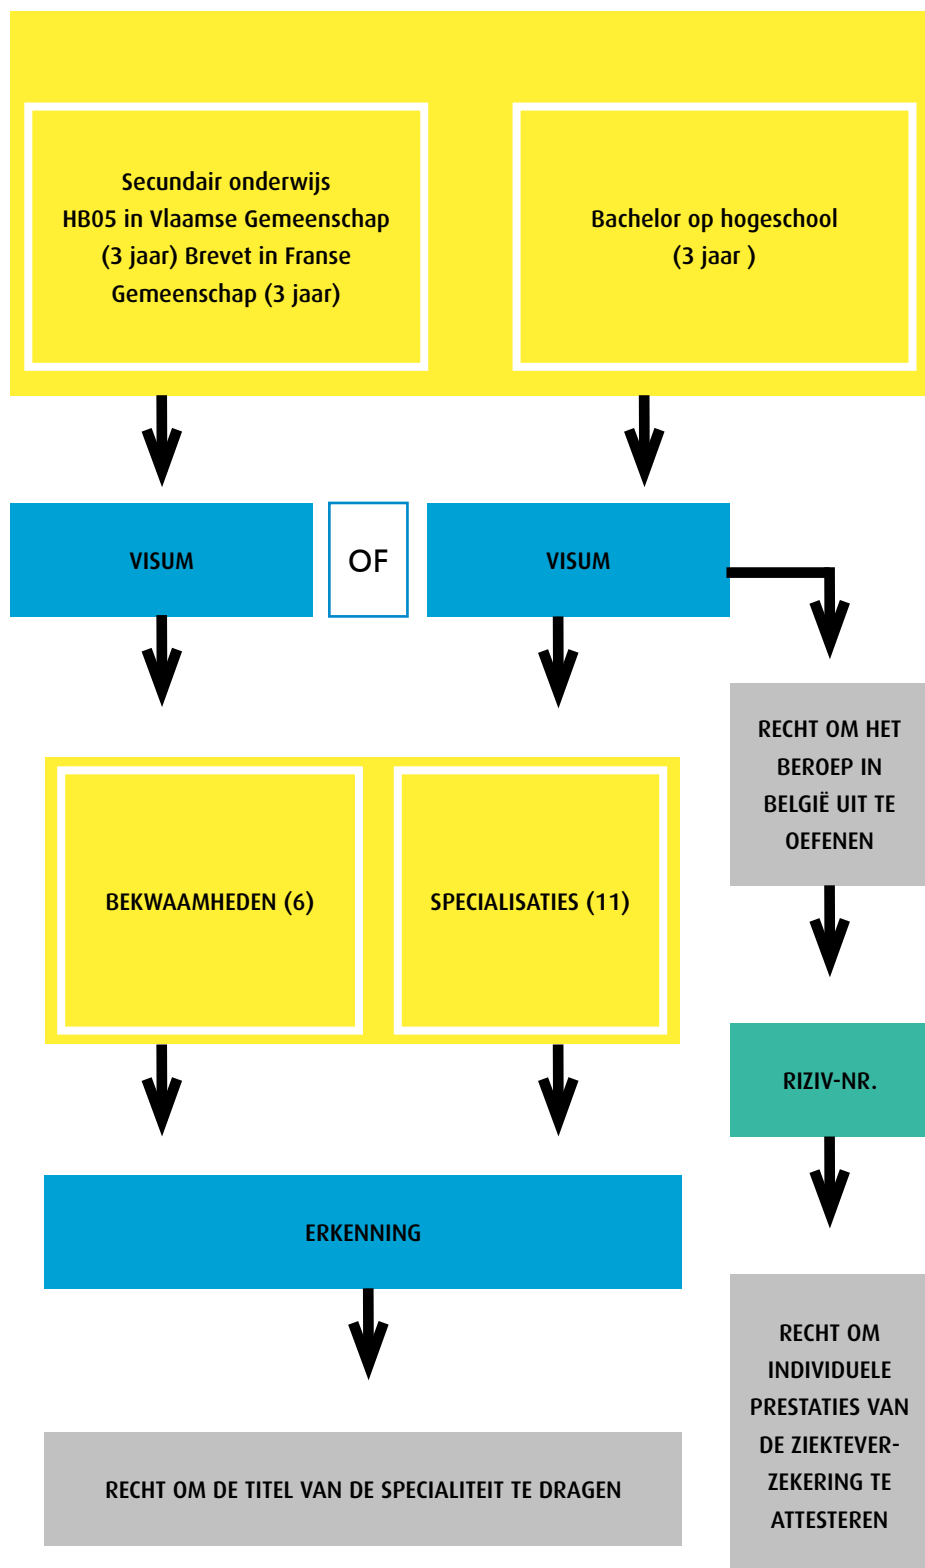 Secundair onderwijs
HB05 in Vlaamse Gemeenschap
(3 jaar) Brevet in Franse
Gemeenschap (3 jaar)
Bachelor op hogeschool
(3 jaar )
VISUM
OF
VISUM
RECHT OM HET
BEROEP IN
BELGIË UIT TE
OEFENEN
BEKWAAMHEDEN (6)
SPECIALISATIES (11)
RIZIV-NR.
ERKENNING
RECHT OM
INDIVIDUELE
PRESTATIES VAN
DE ZIEKTEVER-
ZEKERING TE
ATTESTEREN
RECHT OM DE TITEL VAN DE SPECIALITEIT TE DRAGEN